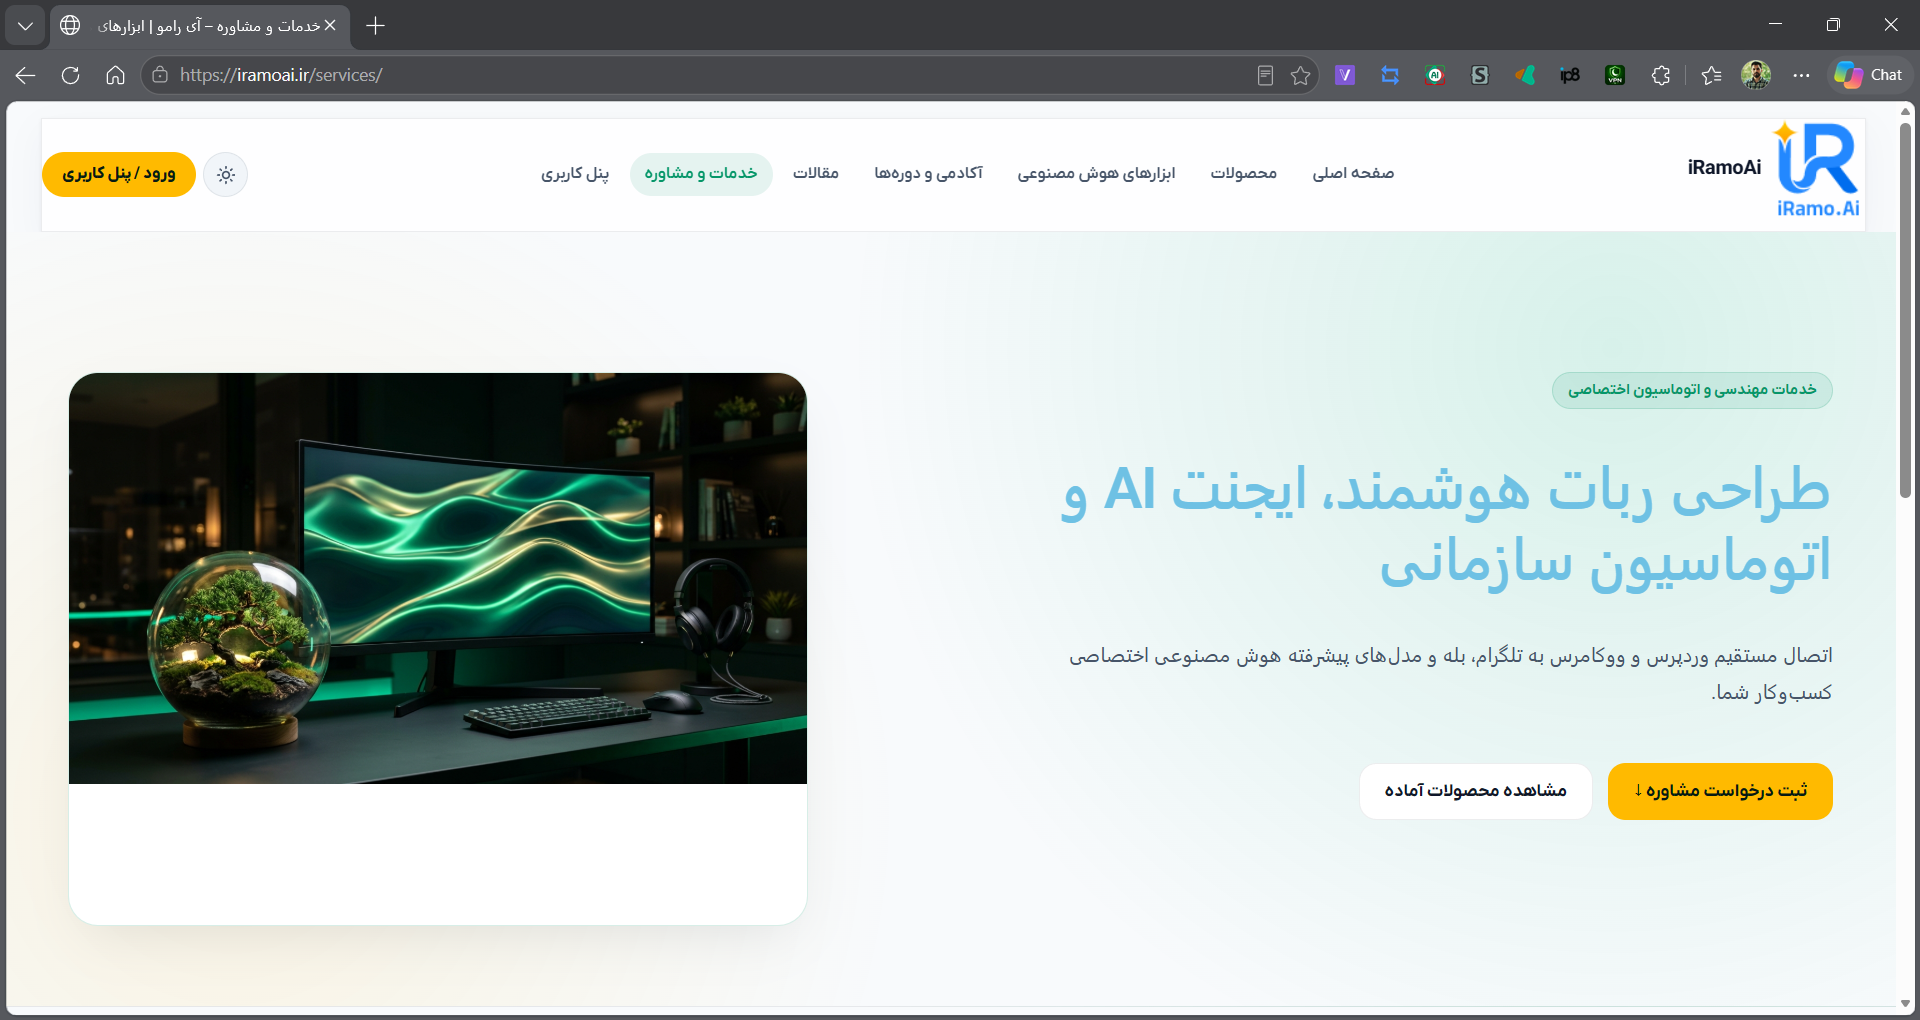 خدمات و مشاوره – آی رامو | ابزارهای
https://iramoai.ir/services/
Chat
iRamo.Ai
iRamoAi
صفحه اصلی
محصولات
ابزارهای هوش مصنوعی
آکادمی و دوره‌ها
مقالات
خدمات و مشاوره
پنل کاربری
ورود / پنل کاربری
خدمات مهندسی و اتوماسیون اختصاصی
طراحی ربات هوشمند، ایجنت AI و
اتوماسیون سازمانی
اتصال مستقیم وردپرس و ووکامرس به تلگرام، بله و مدل‌های پیشرفته هوش مصنوعی اختصاصی
کسب‌وکار شما.
ثبت درخواست مشاوره ↓
مشاهده محصولات آماده